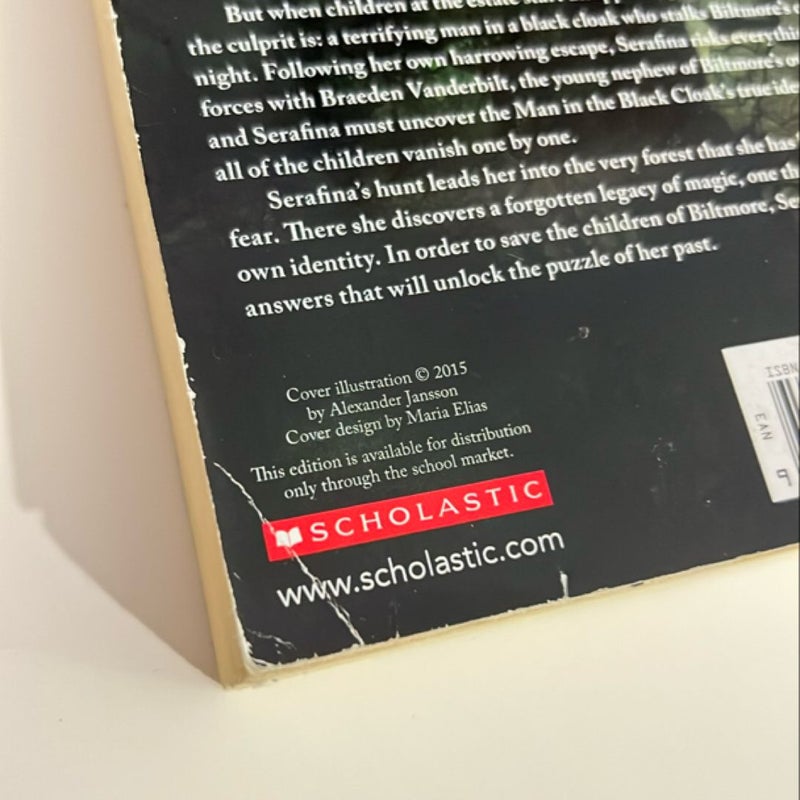 But when children at the estate
the culprit is: a terrifying man in a black cloak who stalks Biltmore's
night. Following her own harrowing escape, Serafina risks everything
forces with Braeden Vanderbilt, the young nephew of Biltmore's
and Serafina must uncover the Man in the Black Cloak's true
all of the children vanish one by one.
Serafina's hunt leads her into the very forest that she has
fear. There she discovers a forgotten legacy of magic, one
own identity. In order to save the children of Biltmore,
answers that will unlock the puzzle of her past.
Cover illustration © 2015
by Alexander Jansson
Cover design by Maria Elias
This edition is available for distribution
only through the school market.
SCHOLASTIC
www.scholastic.com
ISBN
EAN
9